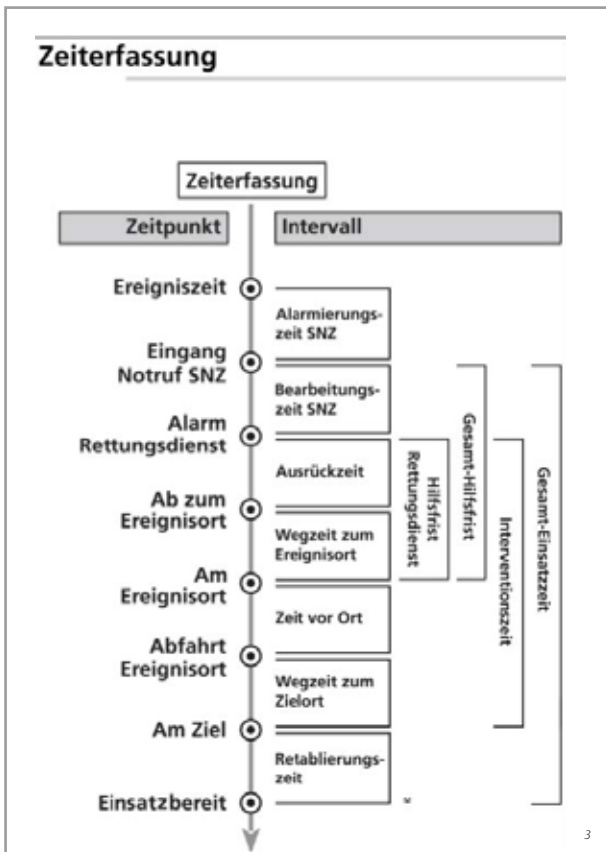 Zeiterfassung
Zeiterfassung
Zeitpunkt
Intervall
Ereigniszeit
Alarmierungs-
zeit SNZ
Eingang
Notruf SNZ
Bearbeitungs-
zeit SNZ
Alarm
Rettungsdienst
Ausrückzeit
Ab zum
Ereignisort
Wegzeit zum
Ereignisort
Am
Ereignisort
Zeit vor Ort
Abfahrt
Ereignisort
Wegzeit zum
Zielort
Am Ziel
Retablierungs-
zeit
Einsatzbereit
Hilfsfrist
Rettungsdienst
Gesamt-Hilfsfrist
Interventionszeit
Gesamt-Einsatzzeit
3